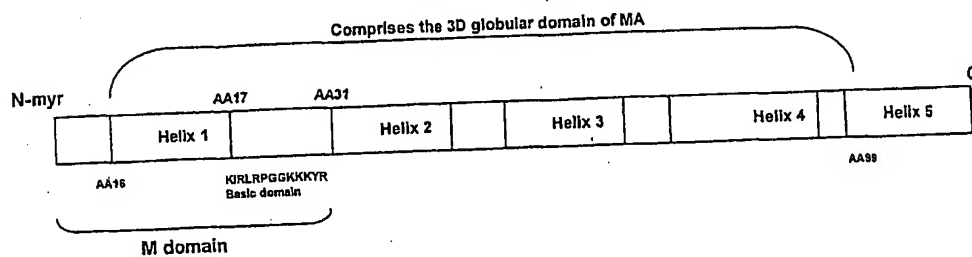 Comprises the 3D globular domain of MA
N-myr
AA17
AA31
C
Helix 1
Helix 2
Helix 3
Helix 4
Helix 5
AA16
KIRLRPGGKKKYR
Basic domain
AA99
M domain